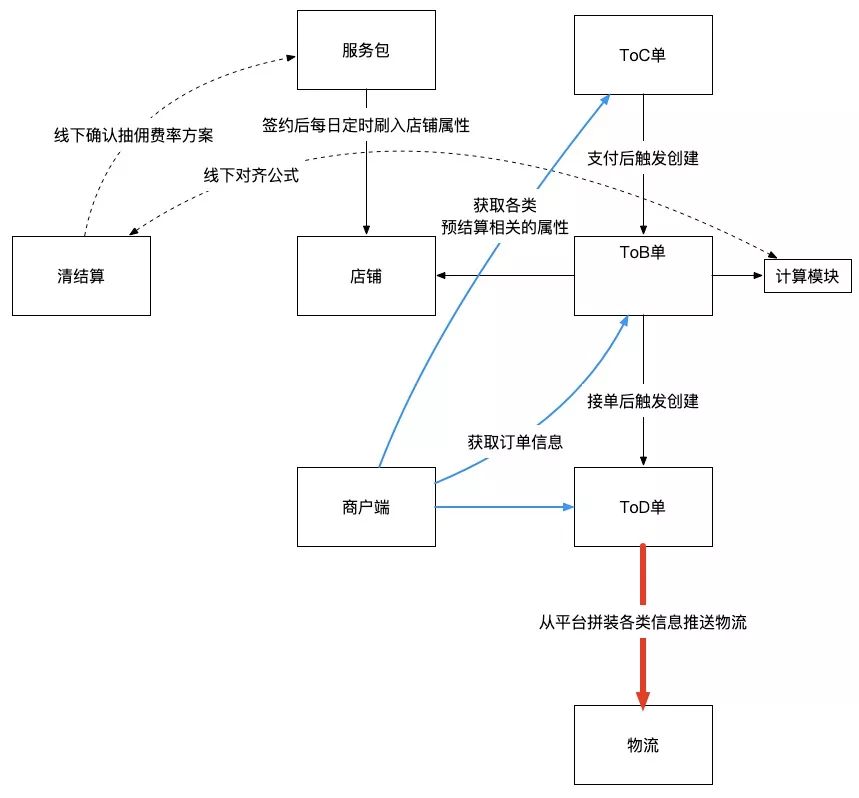 服务包
ToC单
线下确认抽佣费率方案
签约后每日定时刷入店铺属性
支付后触发创建
线下对齐公式
获取各类
预结算相关的属性
清结算
店铺
ToB单
计算模块
接单后触发创建
获取订单信息
商户端
ToD单
从平台拼装各类信息推送物流
物流